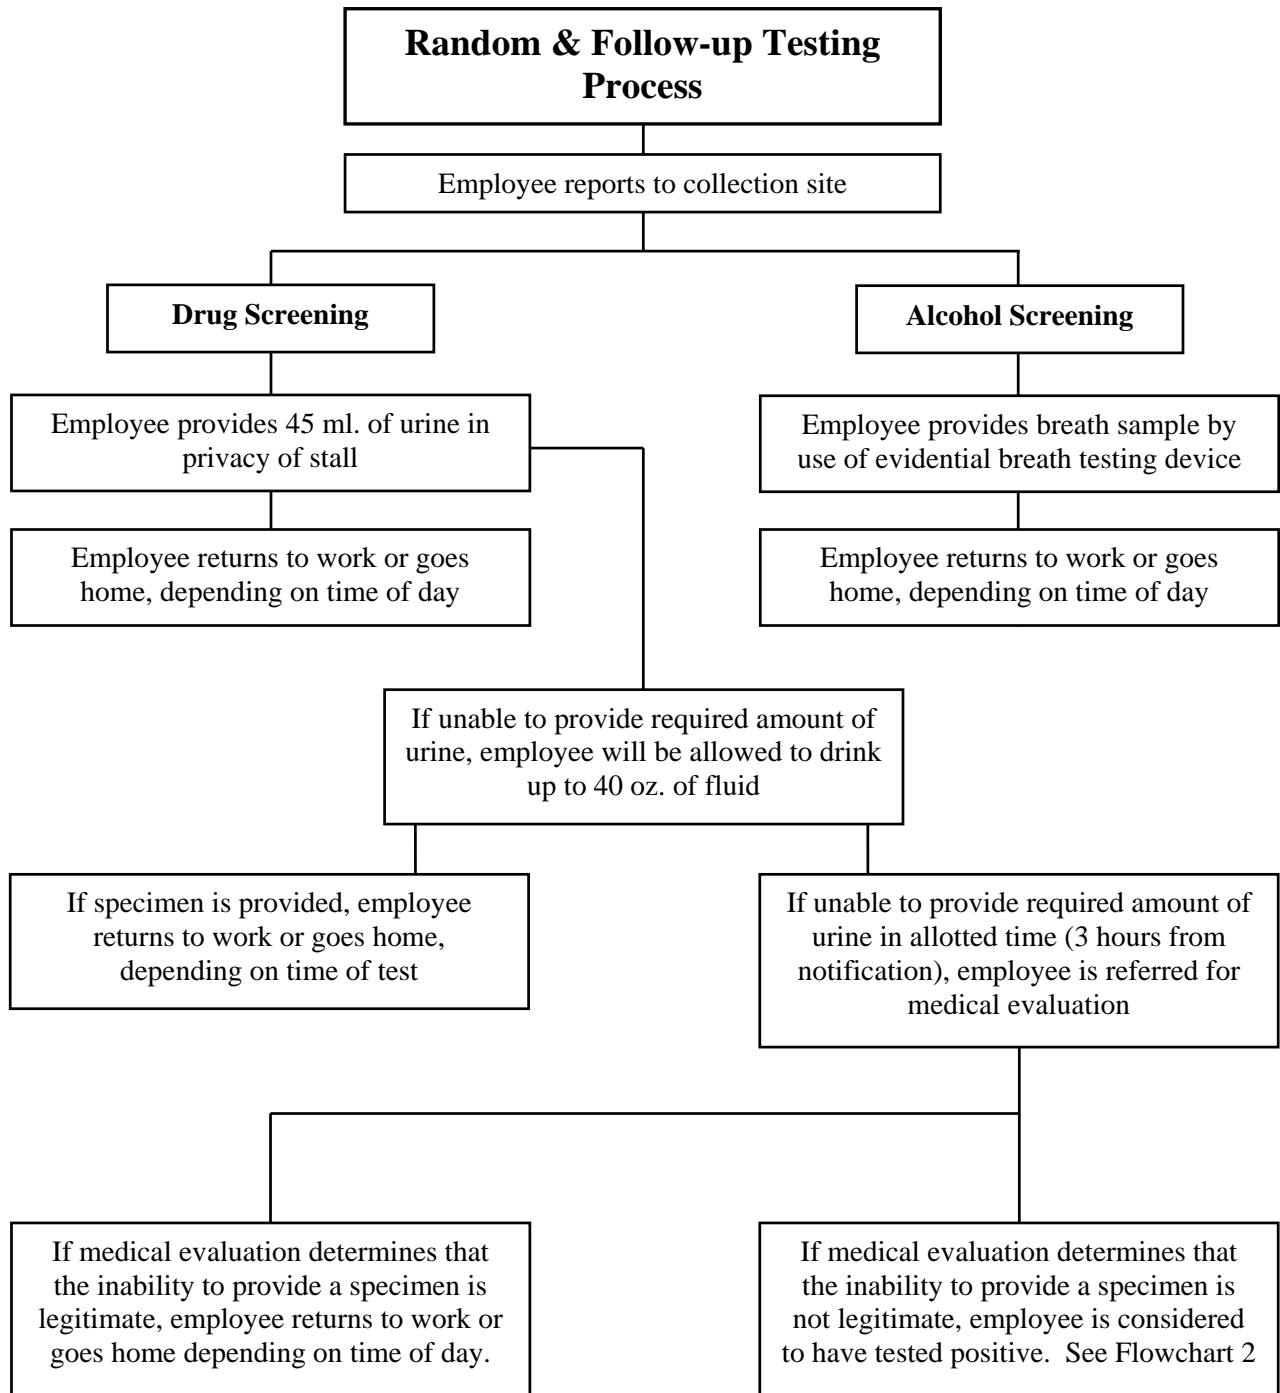 Random & Follow-up Testing
Process
Employee reports to collection site
Drug Screening
Alcohol Screening
Employee provides 45 ml. of urine in
privacy of stall
Employee provides breath sample by
use of evidential breath testing device
Employee returns to work or goes
home, depending on time of day
Employee returns to work or goes
home, depending on time of day
If unable to provide required amount of
urine, employee will be allowed to drink
up to 40 oz. of fluid
If specimen is provided, employee
returns to work or goes home,
depending on time of test
If unable to provide required amount of
urine in allotted time (3 hours from
notification), employee is referred for
medical evaluation
If medical evaluation determines that
the inability to provide a specimen is
legitimate, employee returns to work or
goes home depending on time of day.
If medical evaluation determines that
the inability to provide a specimen is
not legitimate, employee is considered
to have tested positive.  See Flowchart 2